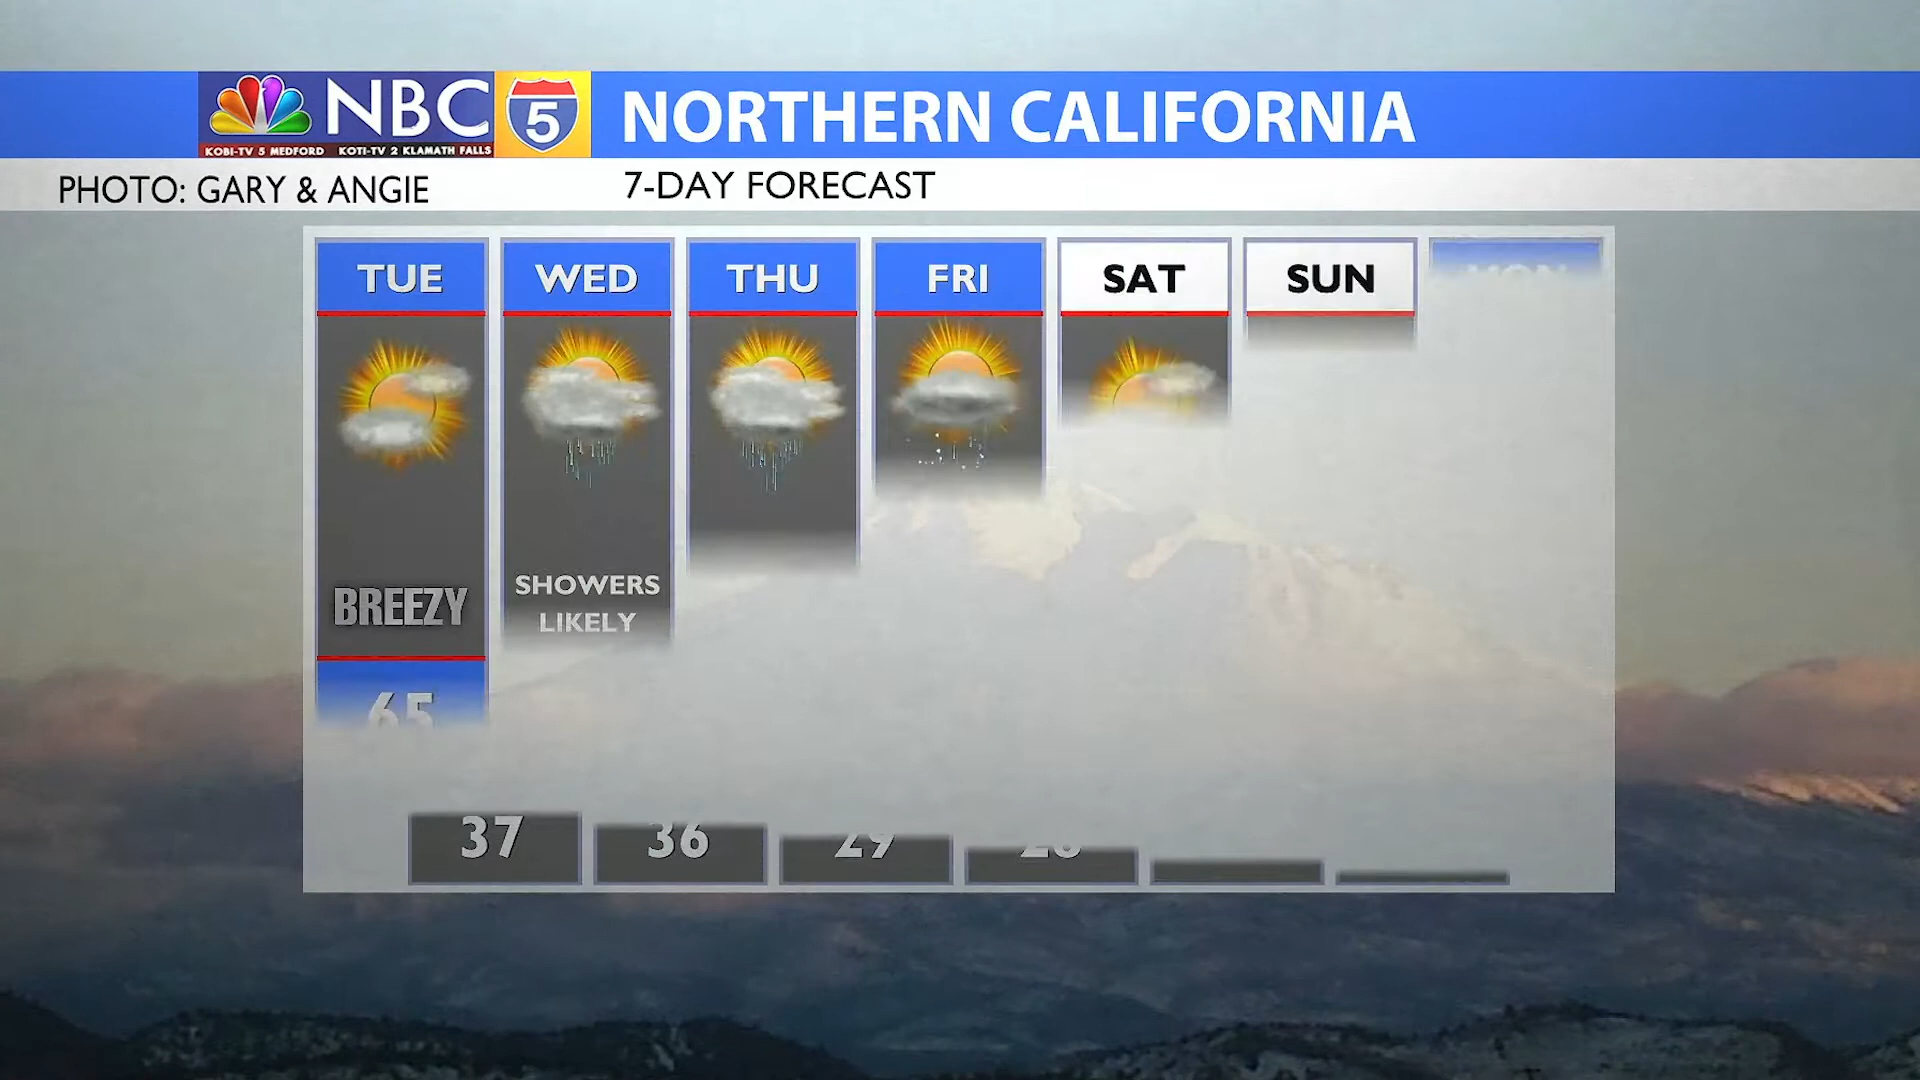 NBC 5
KOBI-TV 5 MEDFORD KOTI-TV 2 KLAMATH FALLS
NORTHERN CALIFORNIA
PHOTO: GARY & ANGIE
7-DAY FORECAST
TUE WED THU FRI SAT SUN
BREEZY
SHOWERS
LIKELY
65
37 36 29